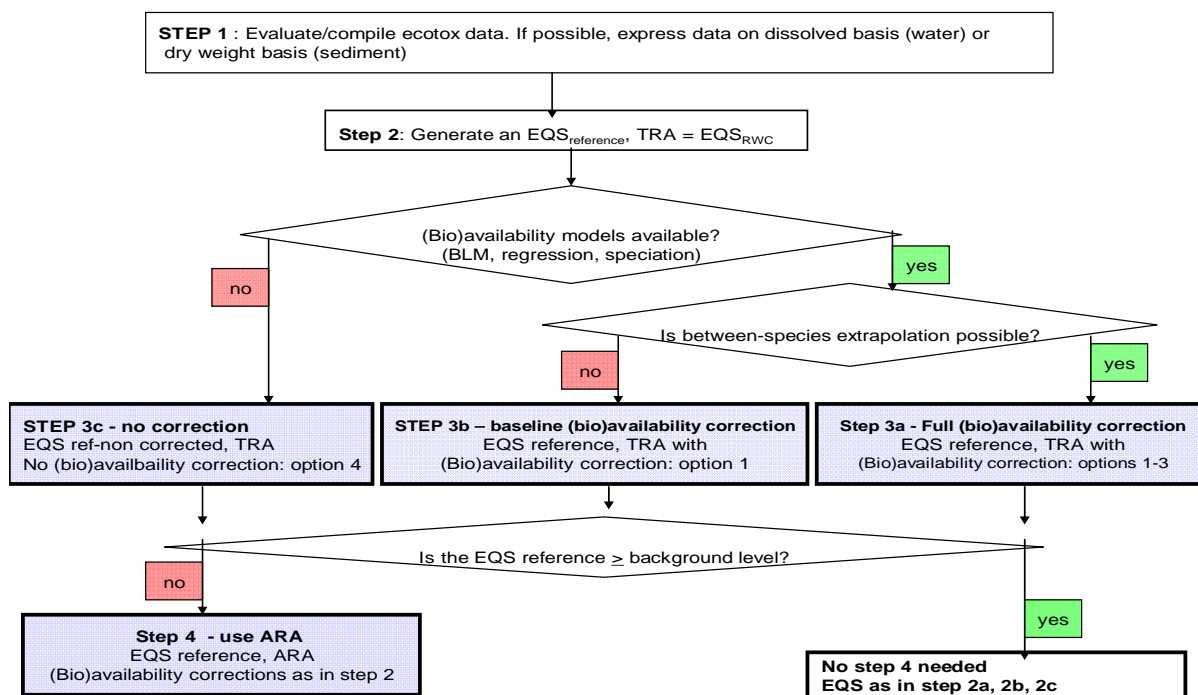 STEP 1 : Evaluate/compile ecotox data. If possible, express data on dissolved basis (water) or
dry weight basis (sediment)
Step 2: Generate an EQSreference, TRA = EQSRWC
(Bio)availability models available?
(BLM, regression, speciation)
no
yes
Is between-species extrapolation possible?
no
yes
STEP 3c - no correction
EQS ref-non corrected, TRA
No (bio)availbaility correction: option 4
STEP 3b – baseline (bio)availability correction
EQS reference, TRA with
(Bio)availability correction: option 1
Step 3a - Full (bio)availability correction
EQS reference, TRA with
(Bio)availability correction: options 1-3
Is the EQS reference ≥ background level?
no
yes
Step 4 - use ARA
EQS reference, ARA
(Bio)availability corrections as in step 2
No step 4 needed
EQS as in step 2a, 2b, 2c